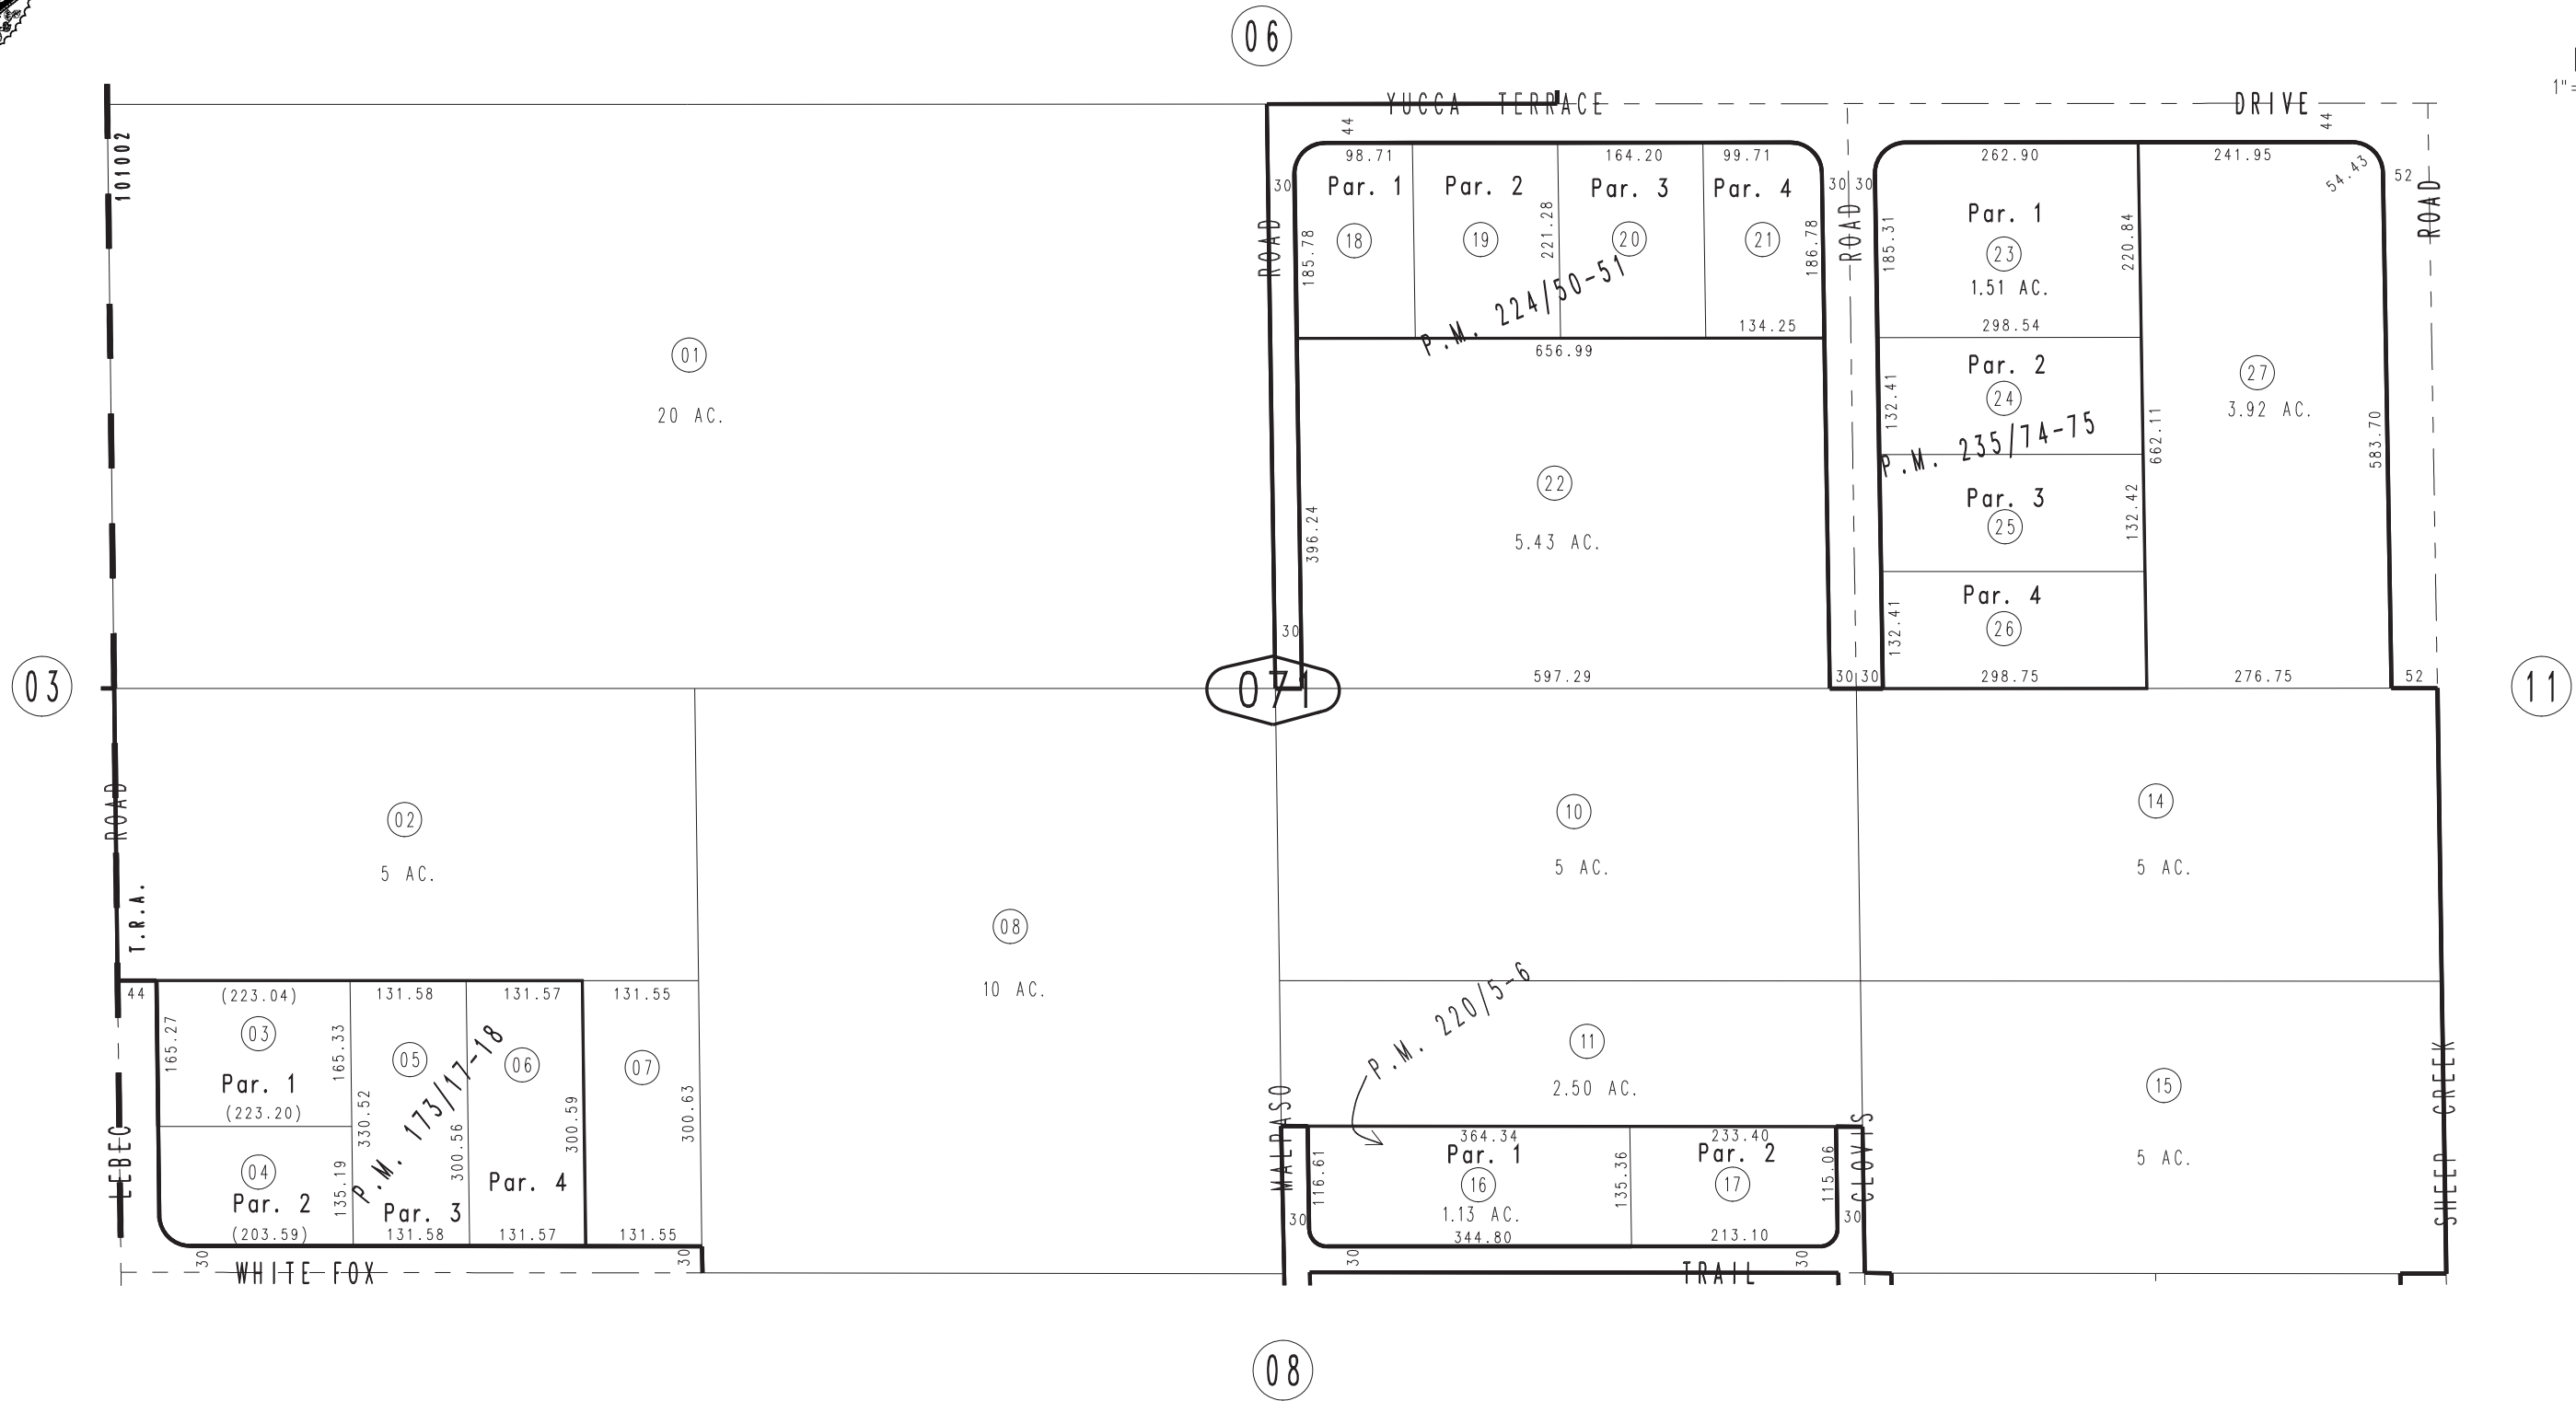 06
1"=
YUCCA TERRACE DRIVE
44
44
101002
98.71
164.20
99.71
262.90
241.95
54.43
52
30
30
30
Par. 1
Par. 2
Par. 3
Par. 4
Par. 1
18
19
20
21
23
1.51 AC.
ROAD
ROAD
ROAD
185.78
221.28
186.78
185.31
220.84
P.M. 224/50-51
134.25
298.54
656.99
01
20 AC.
Par. 2
24
132.41
27
3.92 AC.
P.M. 235/74-75
662.11
583.70
22
5.43 AC.
396.24
Par. 3
25
132.42
Par. 4
26
132.41
30
597.29
30
30
298.75
276.75
52
03
071
11
ROAD
02
5 AC.
10
5 AC.
14
5 AC.
T.R.A.
08
10 AC.
44
(223.04)
131.58
131.57
131.55
165.27
03
165.33
05
06
07
Par. 1
(223.20)
330.52
300.56
300.59
300.63
P.M. 173/17-18
LEBEC
04
Par. 2
135.19
Par. 3
Par. 4
(203.59)
131.58
131.57
131.55
30
30
WHITE FOX TRAIL
P.M. 220/5-6
11
2.50 AC.
15
5 AC.
MALPASO
CLOVIS
SHEEP CREEK
364.34
233.40
Par. 1
Par. 2
116.61
16
135.36
17
115.06
1.13 AC.
30
30
344.80
213.10
30
30
08